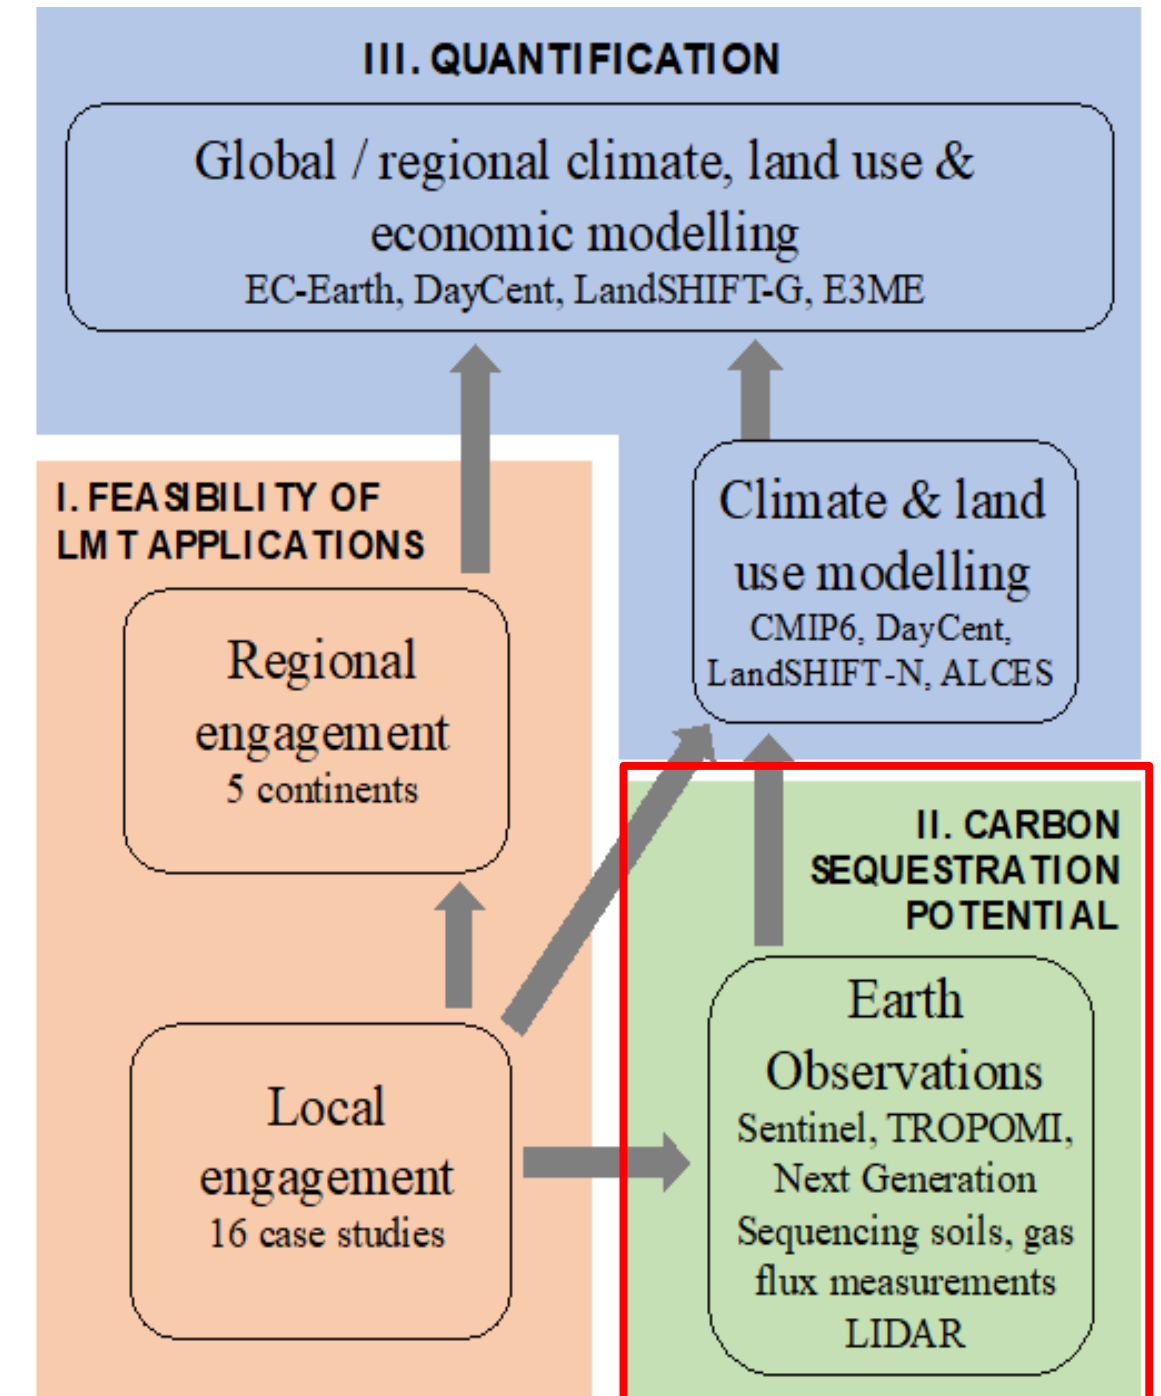 III. QUANTIFICATION
Global / regional climate, land use &
economic modelling
EC-Earth, DayCent, LandSHIFT-G, E3ME
I. FEASIBILITY OF
LMT APPLICATIONS
Regional
engagement
5 continents
Climate & land
use modelling
CMIP6, DayCent,
LandSHIFT-N, ALCES
Local
engagement
16 case studies
II. CARBON
SEQUESTRATION
POTENTIAL
Earth
Observations
Sentinel, TROPOMI,
Next Generation
Sequencing soils, gas
flux measurements
LIDAR